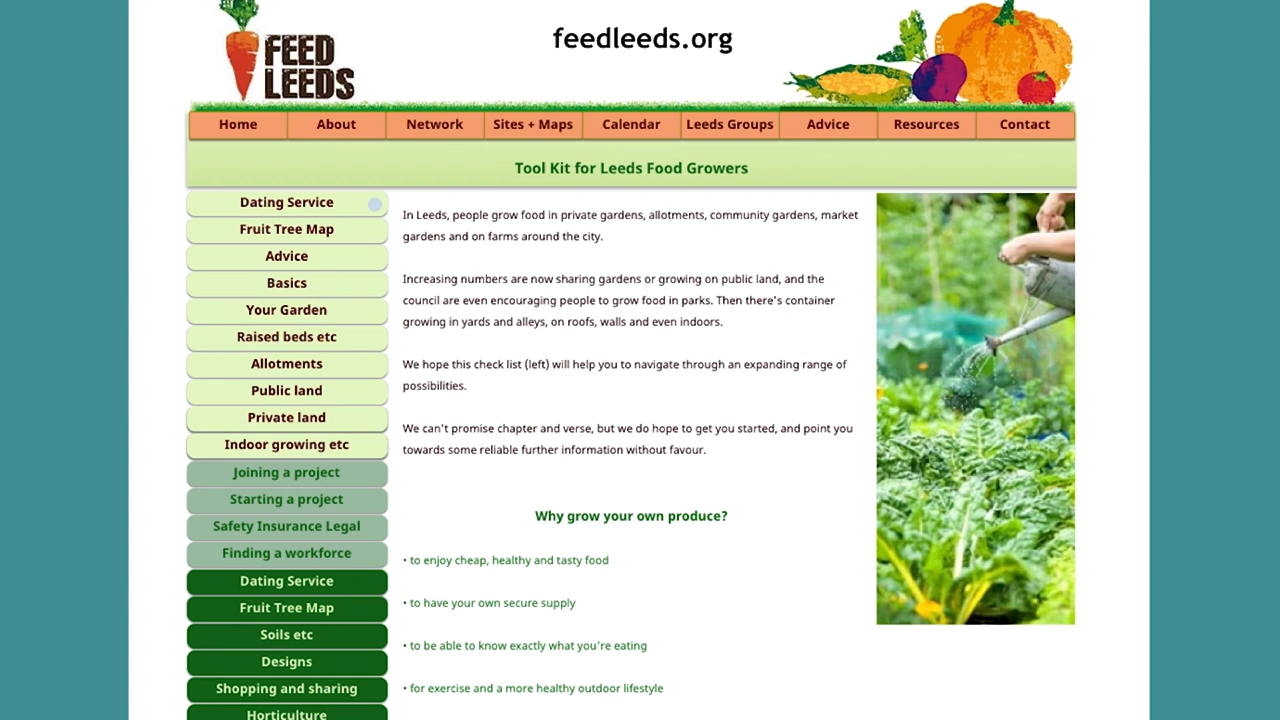 FEED
LEEDS
feedleeds.org
Home About Network Sites + Maps Calendar Leeds Groups Advice Resources Contact
Tool Kit for Leeds Food Growers
Dating Service
Fruit Tree Map
Advice
Basics
Your Garden
Raised beds etc
Allotments
Public land
Private land
Indoor growing etc
Joining a project
Starting a project
Safety Insurance Legal
Finding a workforce
Dating Service
Fruit Tree Map
Soils etc
Designs
Shopping and sharing
Horticulture
In Leeds, people grow food in private gardens, allotments, community gardens, market
gardens and on farms around the city.
Increasing numbers are now sharing gardens or growing on public land, and the
council are even encouraging people to grow food in parks. Then there's container
growing in yards and alleys, on roofs, walls and even indoors.
We hope this check list (left) will help you to navigate through an expanding range of
possibilities.
We can't promise chapter and verse, but we do hope to get you started, and point you
towards some reliable further information without favour.
Why grow your own produce?
• to enjoy cheap, healthy and tasty food
• to have your own secure supply
• to be able to know exactly what you're eating
• for exercise and a more healthy outdoor lifestyle